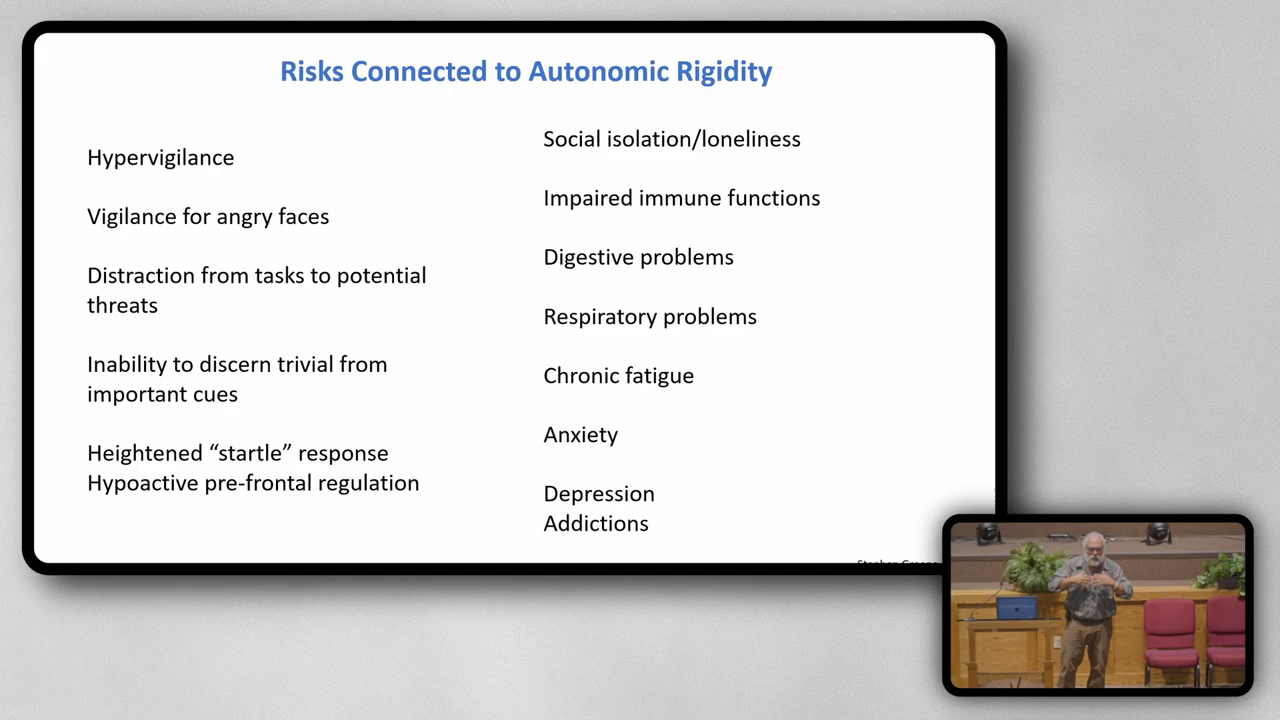 Risks Connected to Autonomic Rigidity
Hypervigilance
Vigilance for angry faces
Distraction from tasks to potential
threats
Inability to discern trivial from
important cues
Heightened “startle” response
Hypoactive pre-frontal regulation
Social isolation/loneliness
Impaired immune functions
Digestive problems
Respiratory problems
Chronic fatigue
Anxiety
Depression
Addictions
Stephen